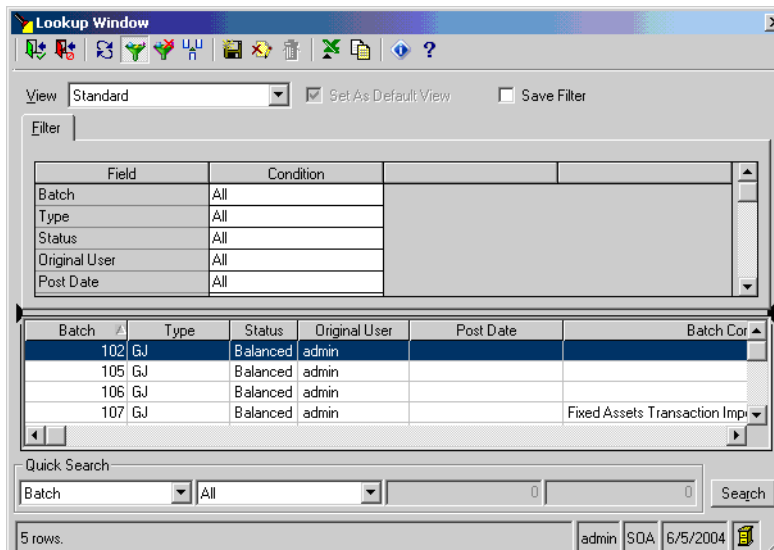 Lookup Window
View Standard Set As Default View Save Filter
Filter
Field Condition
Batch All
Type All
Status All
Original User All
Post Date All
Batch Type Status Original User Post Date Batch Co
102 GJ Balanced admin
105 GJ Balanced admin
106 GJ Balanced admin
107 GJ Balanced admin Fixed Assets Transaction Imp
Quick Search
Batch All 0 0 Search
5 rows. admin SOA 6/5/2004